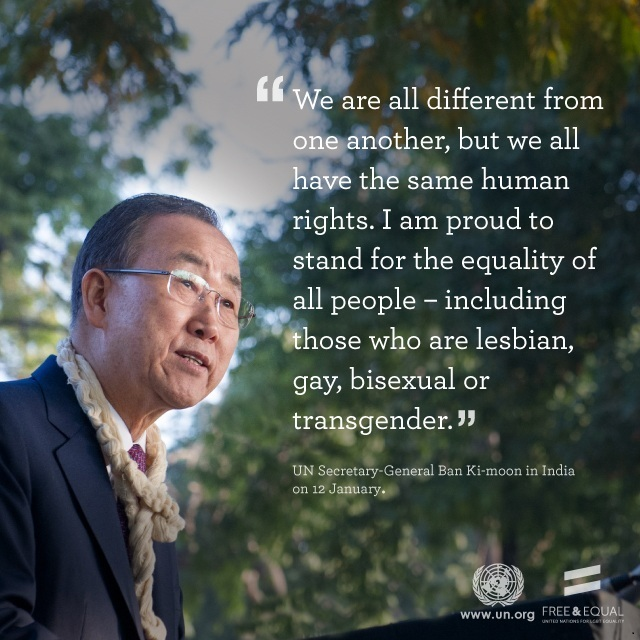 “We are all different from
one another, but we all
have the same human
rights. I am proud to
stand for the equality of
all people – including
those who are lesbian,
gay, bisexual or
transgender.”
UN Secretary-General Ban Ki-moon in India
on 12 January.
www.un.org
FREE & EQUAL
UNITED NATIONS FOR LGBT EQUALITY